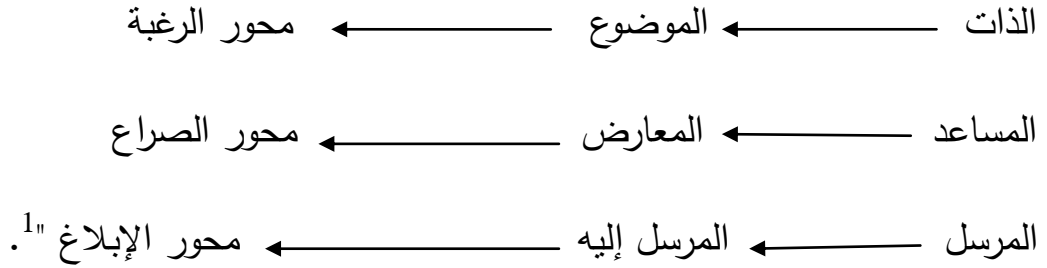 الذات ← الموضوع ← محور الرغبة
المساعد ← المعارض ← محور الصراع
المرسل ← المرسل إليه ← محور الإبلاغ "1.